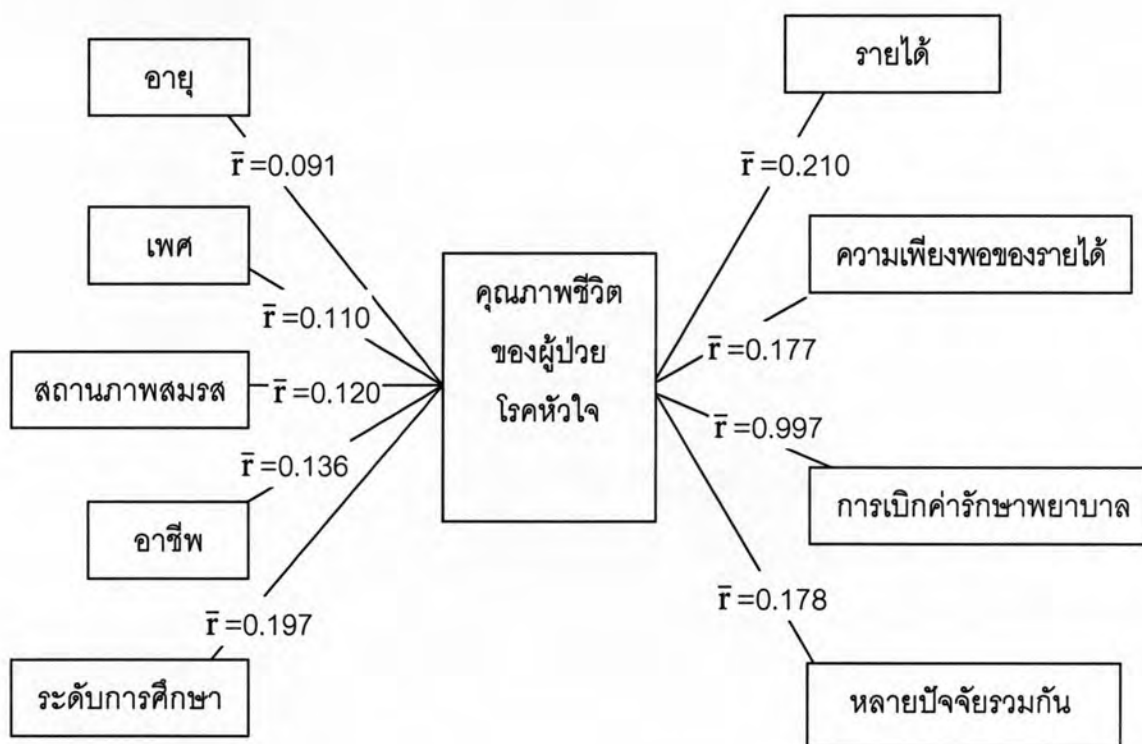 อายุ
r̄ =0.091
เพศ
r̄ =0.110
สถานภาพสมรส
r̄ =0.120
r̄ =0.136
อาชีพ
r̄ =0.197
ระดับการศึกษา
คุณภาพชีวิต
ของผู้ป่วย
โรคหัวใจ
รายได้
r̄ =0.210
ความเพียงพอของรายได้
r̄ =0.177
r̄ =0.997
การเบิกค่ารักษาพยาบาล
r̄ =0.178
หลายปัจจัยรวมกัน